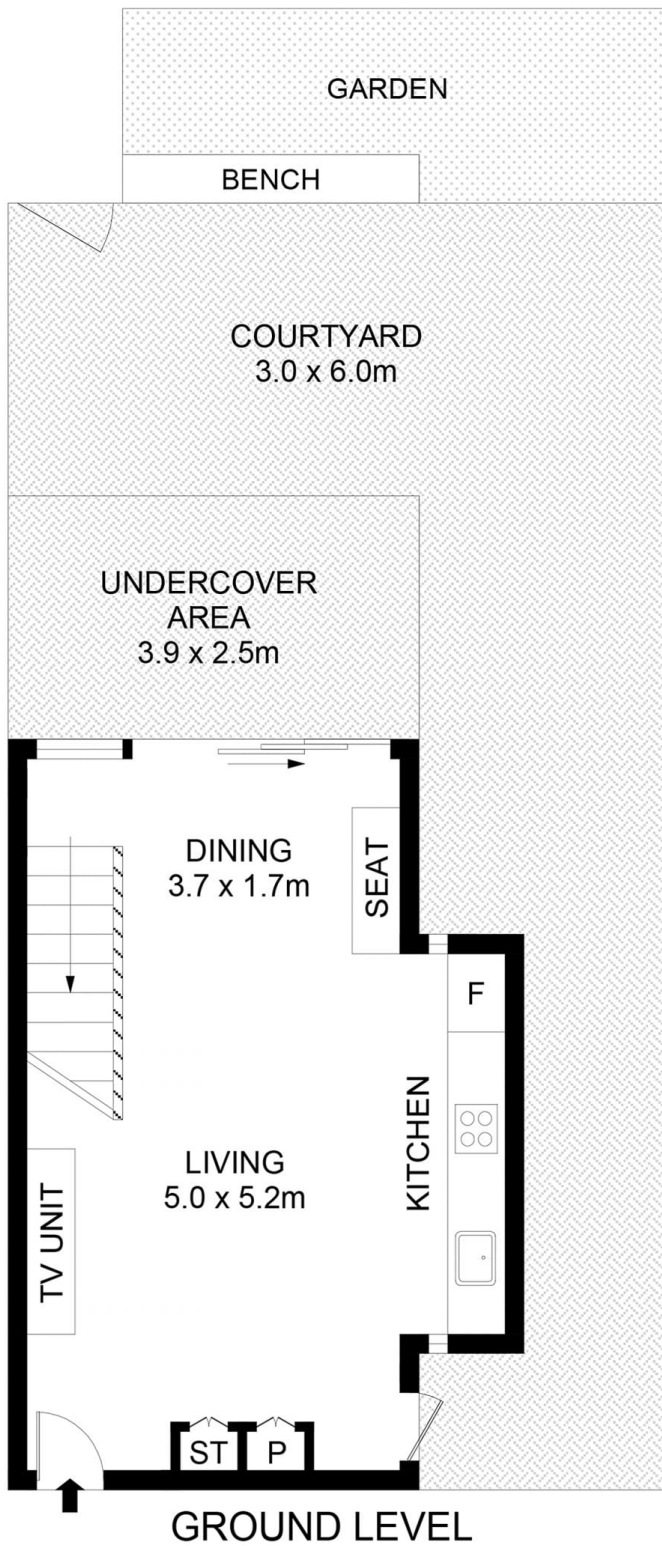 GARDEN
BENCH
COURTYARD
3.0 x 6.0m
UNDERCOVER
AREA
3.9 x 2.5m
DINING
3.7 x 1.7m
SEAT
F
KITCHEN
LIVING
5.0 x 5.2m
TV UNIT
ST
P
GROUND LEVEL